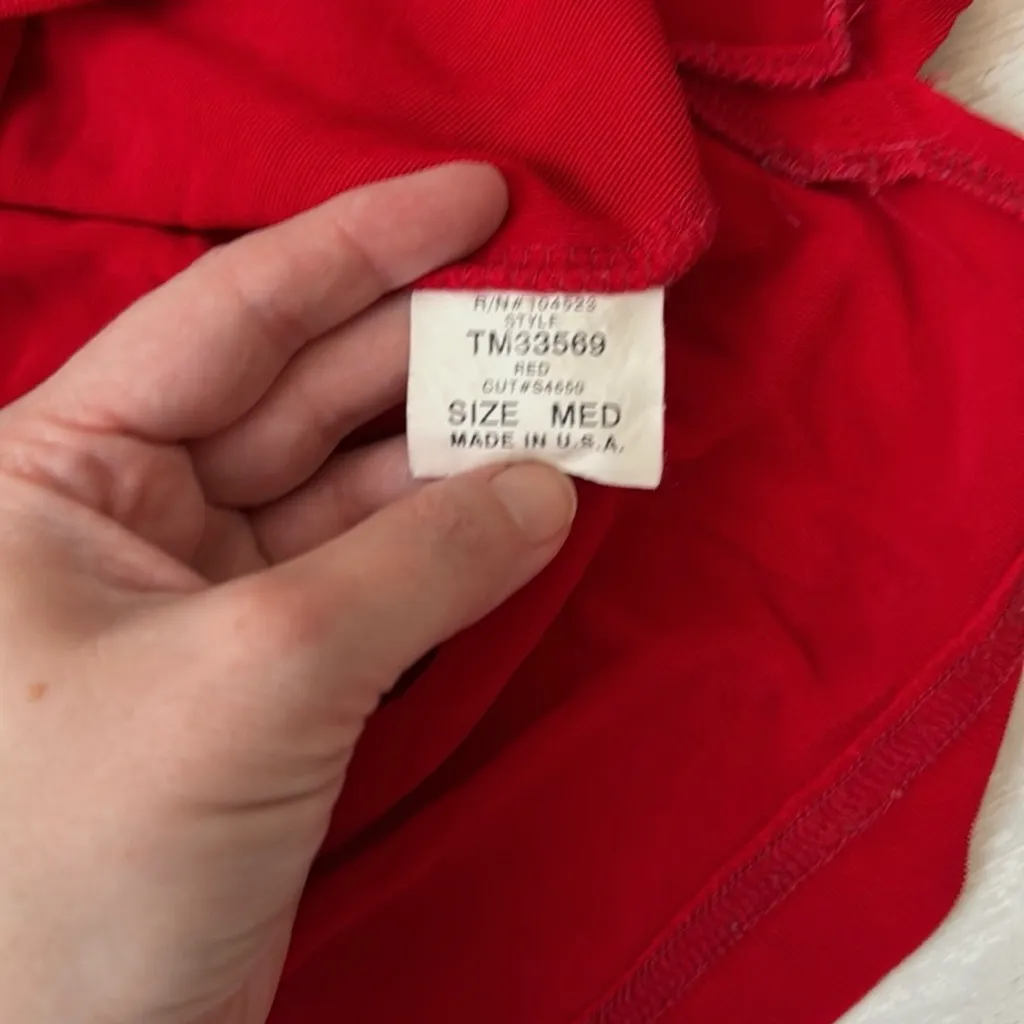 R/N# 104523
STYLE
TM33569
RED
CUT#S4659
SIZE MED
MADE IN U.S.A.